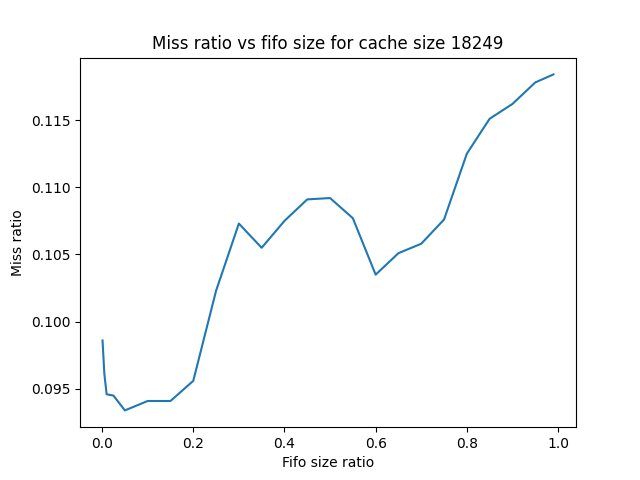 Miss ratio vs fifo size for cache size 18249
0.115
0.110
0.105
0.100
0.095
Miss ratio
0.0 0.2 0.4 0.6 0.8 1.0
Fifo size ratio